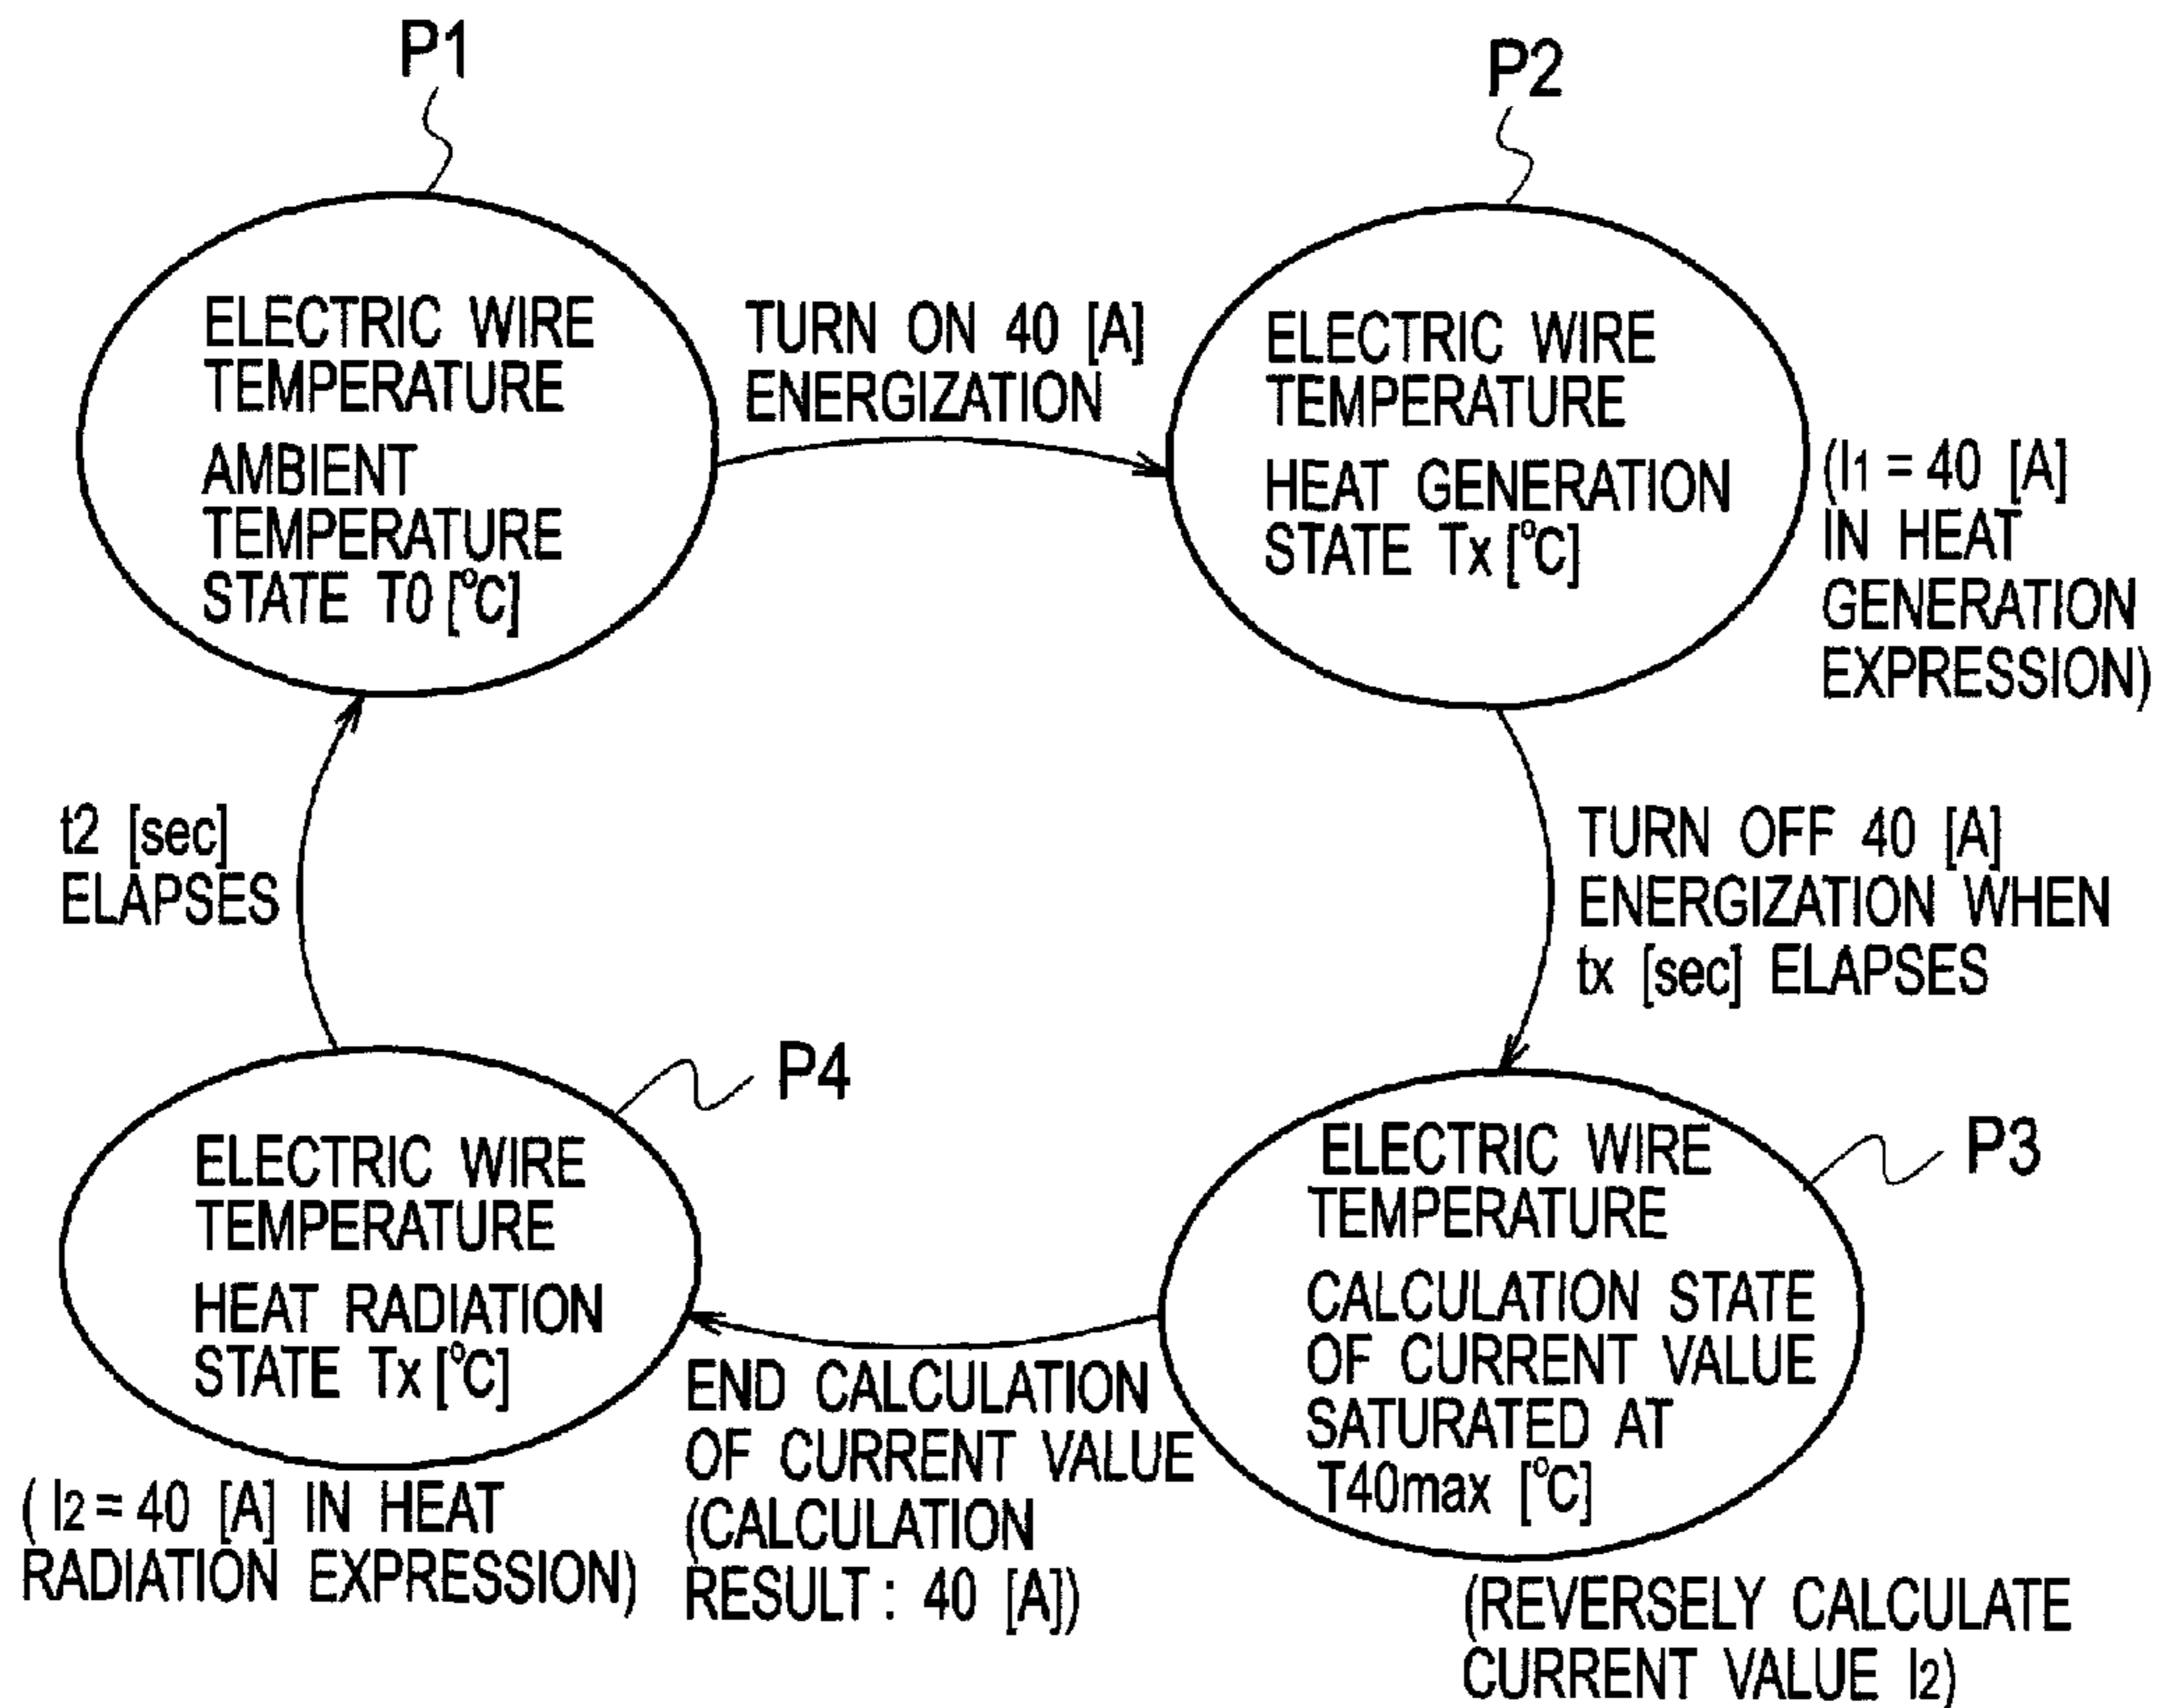 P1
ELECTRIC WIRE
TEMPERATURE
AMBIENT
TEMPERATURE
STATE T0 [°C]
TURN ON 40 [A]
ENERGIZATION
P2
ELECTRIC WIRE
TEMPERATURE
HEAT GENERATION
STATE Tx [°C]
(I1 = 40 [A]
IN HEAT
GENERATION
EXPRESSION)
TURN OFF 40 [A]
ENERGIZATION WHEN
tx [sec] ELAPSES
P3
ELECTRIC WIRE
TEMPERATURE
CALCULATION STATE
OF CURRENT VALUE
SATURATED AT
T40max [°C]
(REVERSELY CALCULATE
CURRENT VALUE I2)
END CALCULATION
OF CURRENT VALUE
(CALCULATION
RESULT : 40 [A])
P4
ELECTRIC WIRE
TEMPERATURE
HEAT RADIATION
STATE Tx [°C]
( I2 = 40 [A] IN HEAT
RADIATION EXPRESSION)
t2 [sec]
ELAPSES